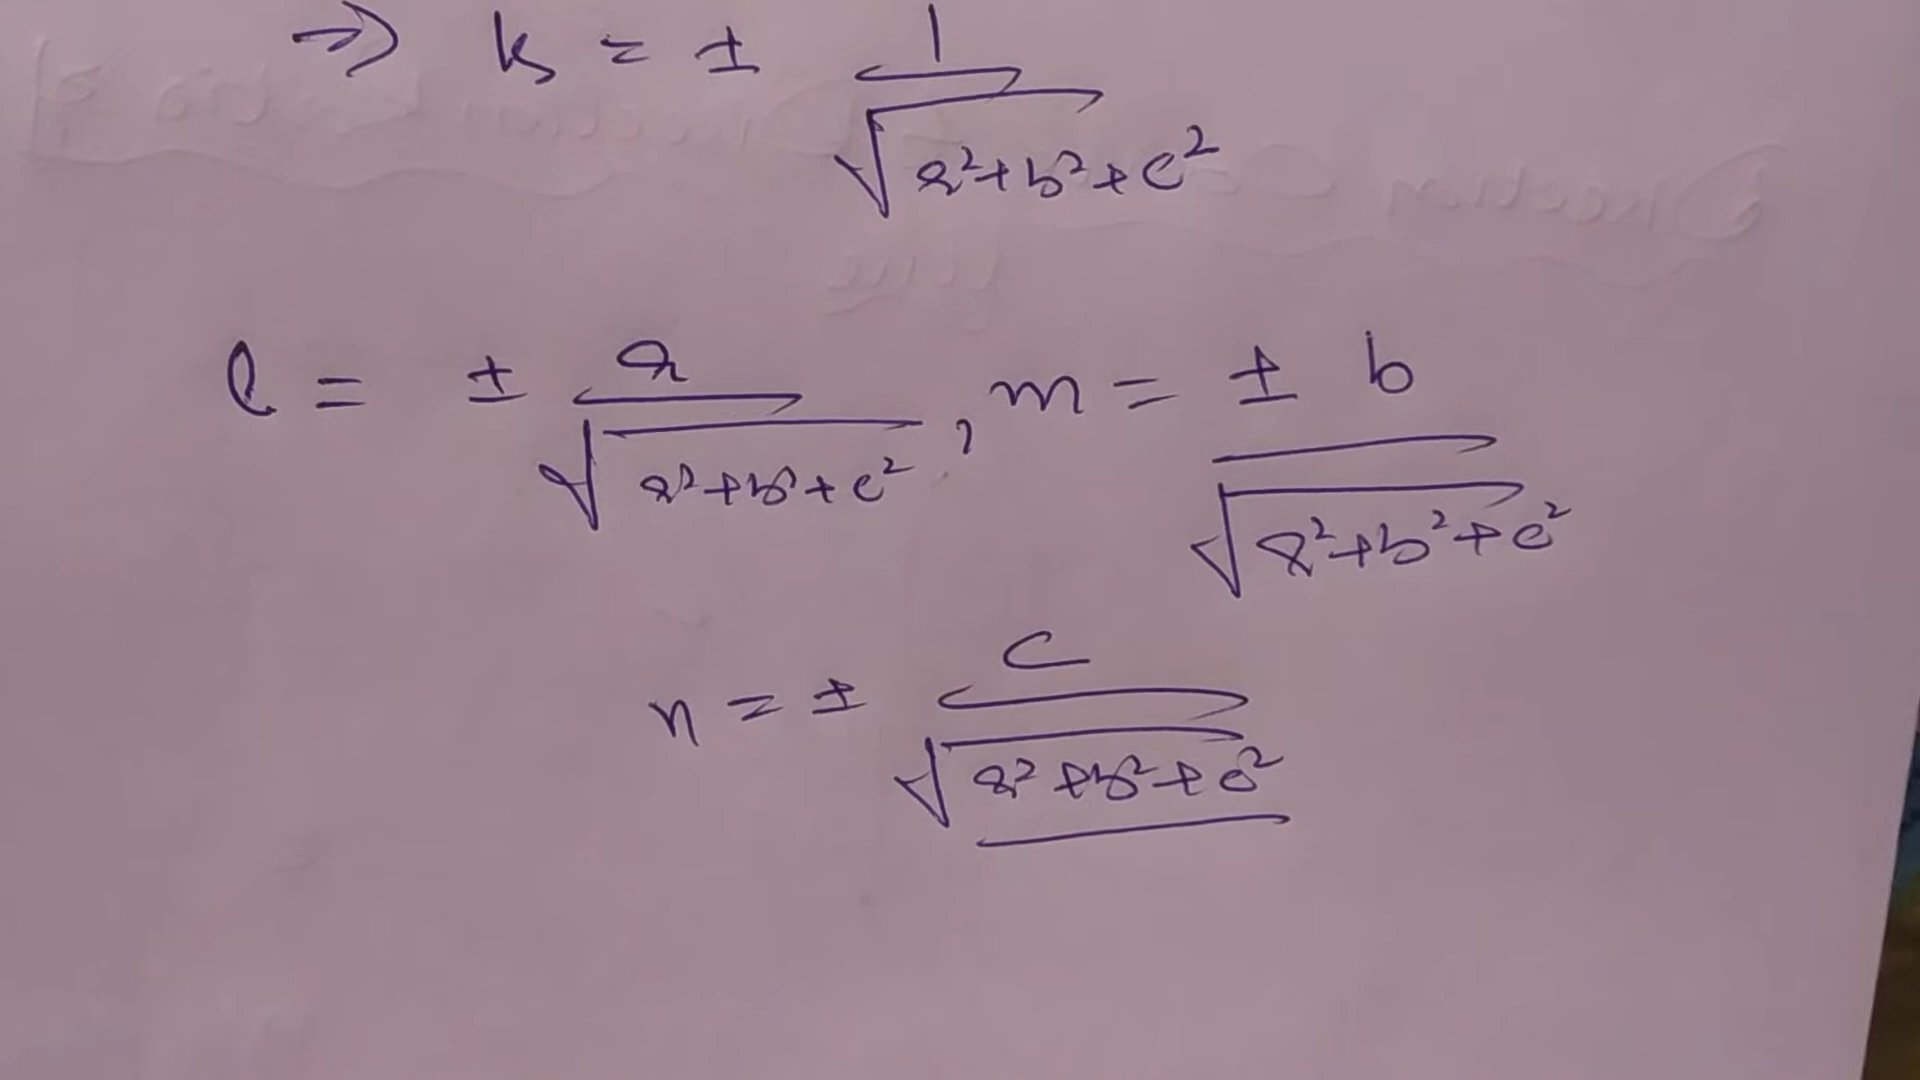 ⇒ k = ± 1/√(a²+b²+c²)
l = ± a/√(a²+b²+c²) , m = ± b/√(a²+b²+c²)
n = ± c/√(a²+b²+c²)